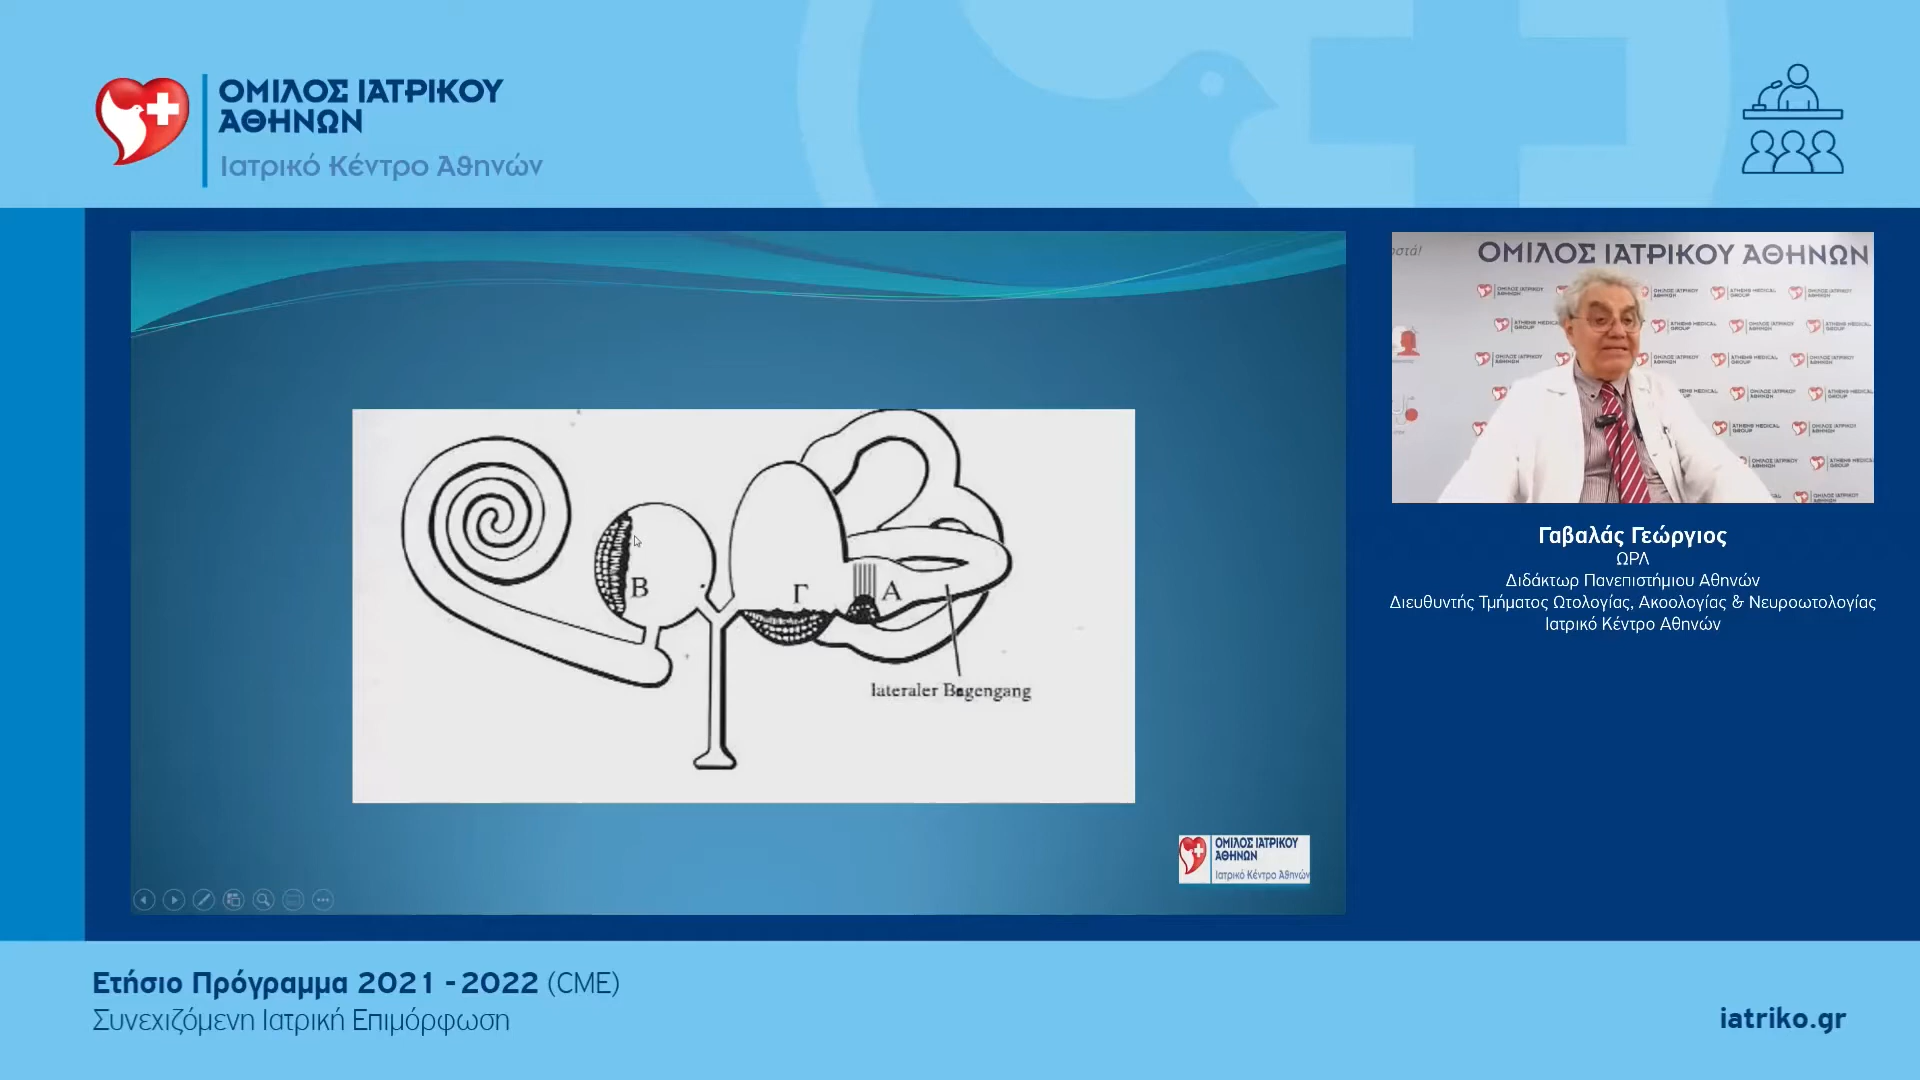 ΟΜΙΛΟΣ ΙΑΤΡΙΚΟΥ
ΑΘΗΝΩΝ
Ιατρικό Κέντρο Αθηνών
Β
Γ
Α
lateraler Bogengang
ΟΜΙΛΟΣ ΙΑΤΡΙΚΟΥ
ΑΘΗΝΩΝ
Ιατρικό Κέντρο Αθηνών
ΟΜΙΛΟΣ ΙΑΤΡΙΚΟΥ ΑΘΗΝΩΝ
Γαβαλάς Γεώργιος
ΩΡΛ
Διδάκτωρ Πανεπιστήμιου Αθηνών
Διευθυντής Τμήματος Ωτολογίας, Ακοολογίας & Νευροωτολογίας
Ιατρικό Κέντρο Αθηνών
Ετήσιο Πρόγραμμα 2021 - 2022 (CME)
Συνεχιζόμενη Ιατρική Επιμόρφωση
iatriko.gr